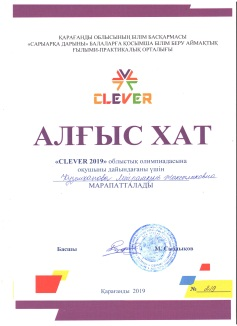 ҚАРАҒАНДЫ ОБЛЫСЫНЫҢ БІЛІМ БАСҚАРМАСЫ
«САРЫАРҚА ДАРЫНЫ» БАЛАЛАРҒА ҚОСЫМША БІЛІМ БЕРУ АЙМАҚТЫҚ
ҒЫЛЫМИ-ПРАКТИКАЛЫҚ ОРТАЛЫҒЫ
CLEVER
АЛҒЫС ХАТ
«CLEVER 2019» облыстық олимпиадасына
оқушыны дайындағаны үшін
МАРАПАТТАЛАДЫ
Басшы М. Смағыл
Қарағанды 2019
№